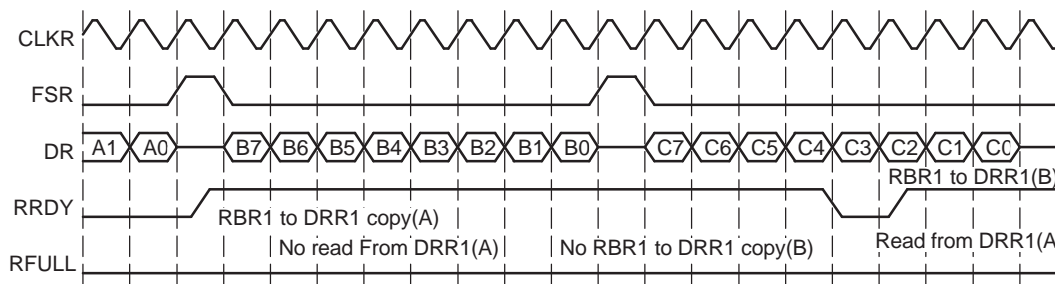 CLKR
FSR
DR A1 A0 B7 B6 B5 B4 B3 B2 B1 B0 C7 C6 C5 C4 C3 C2 C1 C0
RBR1 to DRR1(B)
RRDY
RBR1 to DRR1 copy(A)
No read From DRR1(A) No RBR1 to DRR1 copy(B) Read from DRR1(A
RFULL